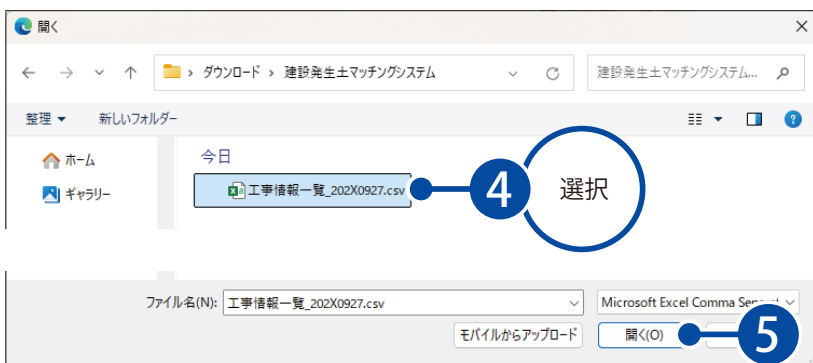 開く
ダウンロード › 建設発生土マッチングシステム
建設発生土マッチングシステム...
整理 新しいフォルダー
ホーム
今日
ギャラリー
工事情報一覧_202X0927.csv
4
選択
ファイル名(N):
工事情報一覧_202X0927.csv
Microsoft Excel Comma
モバイルからアップロード
開く(O)
5